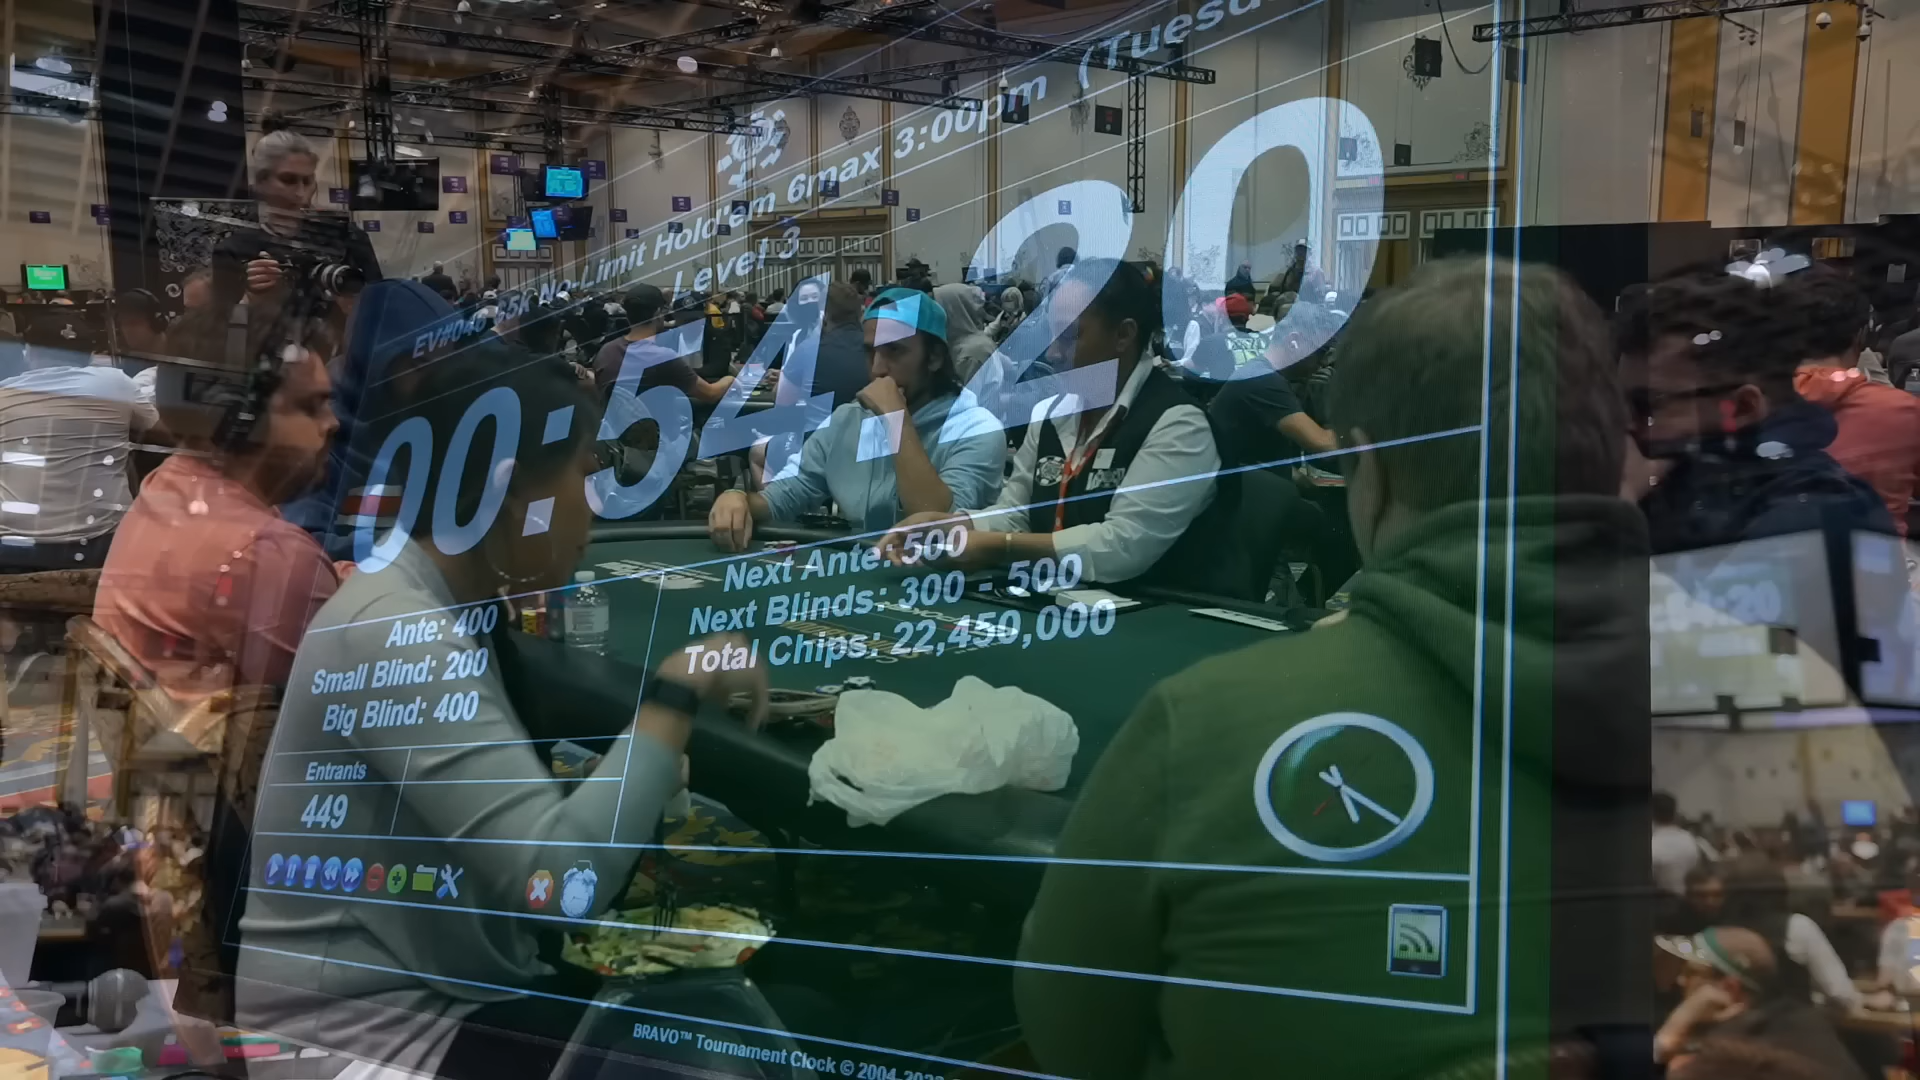 EV#046 $5k No-Limit Hold'em 6max 3:00pm (Tuesd
Level 3
00:54:20
Next Ante: 500
Next Blinds: 300 - 500
Total Chips: 22,450,000
Ante: 400
Small Blind: 200
Big Blind: 400
Entrants
449
BRAVO™ Tournament Clock © 2004-202